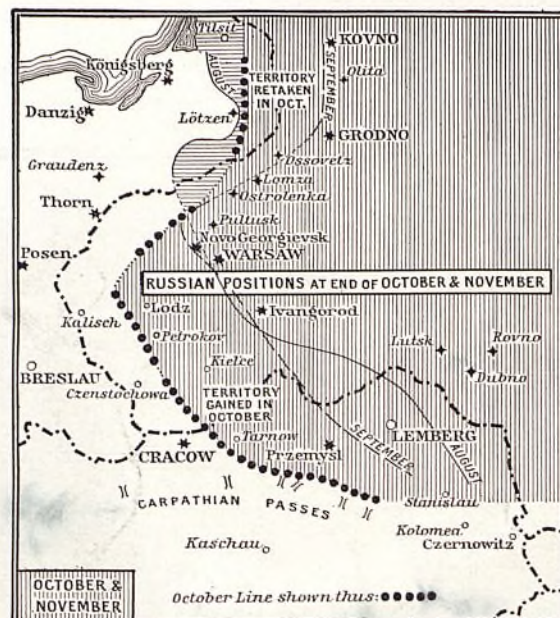 Tilsit
KOVNO
Königsberg
AUGUST
TERRITORY
RETAKEN
IN OCT.
SEPTEMBER
Olita
Danzig
Lötzen
GRODNO
Graudenz
Ossovetz
Lomza
Ostrolenka
Thorn
Pultusk
Novo Georgievsk
WARSAW
Posen
RUSSIAN POSITIONS AT END OF OCTOBER & NOVEMBER
Lodz
Ivangorod
Kalisch
Petrokov
Lutsk
Rovno
Kielce
Dubno
BRESLAU
Czenstochowa
TERRITORY
GAINED IN
OCTOBER
LEMBERG
Tarnow
CRACOW
Przemysl
SEPTEMBER
AUGUST
CARPATHIAN PASSES
Stanislau
Kolomea
Czernowitz
Kaschau
OCTOBER &
NOVEMBER
October Line shown thus: